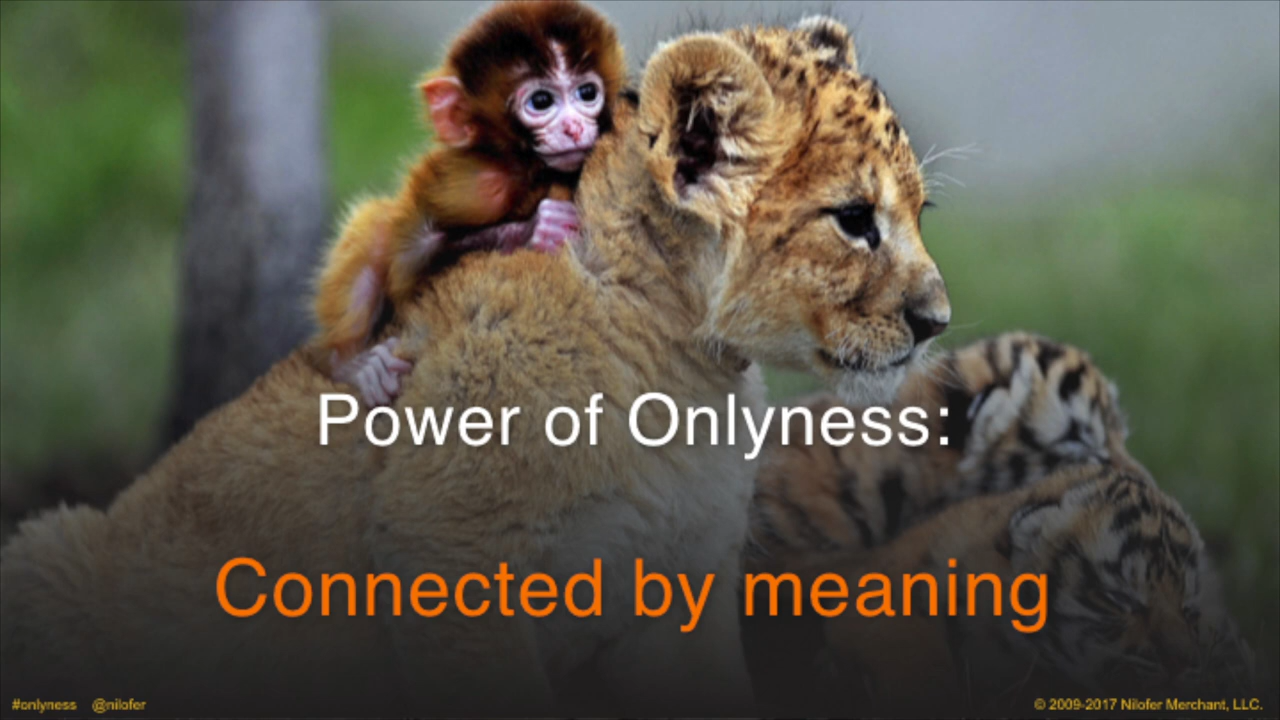 Power of Onlyness:
Connected by meaning
#onlyness @nilofer
© 2009-2017 Nilofer Merchant, LLC.